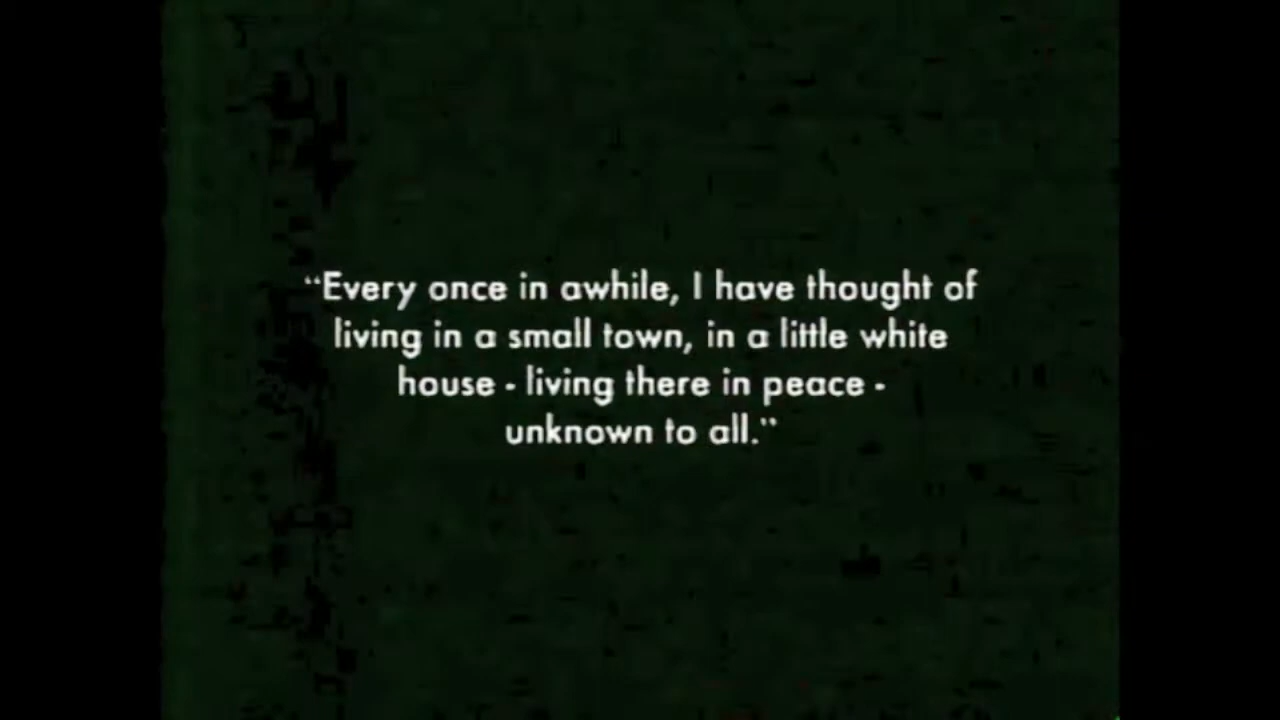 “Every once in awhile, I have thought of
living in a small town, in a little white
house - living there in peace -
unknown to all.”